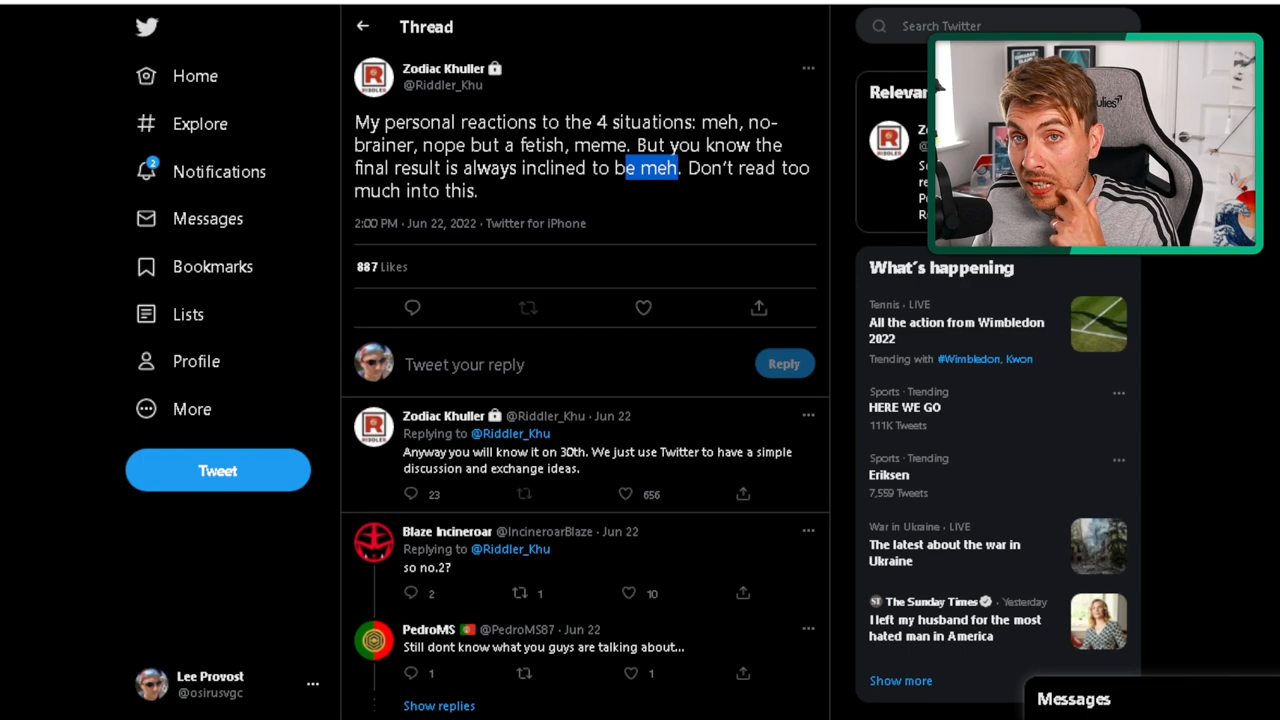 Home
Explore
2
Notifications
Messages
Bookmarks
Lists
Profile
More
Tweet
Lee Provost
@osirusvgc
Thread
RIDDLER
Zodiac Khuller
@Riddler_Khu
My personal reactions to the 4 situations: meh, no-
brainer, nope but a fetish, meme. But you know the
final result is always inclined to be meh. Don't read too
much into this.
2:00 PM · Jun 22, 2022 · Twitter for iPhone
887 Likes
Tweet your reply
Reply
Zodiac Khuller @Riddler_Khu · Jun 22
Replying to @Riddler_Khu
Anyway you will know it on 30th. We just use Twitter to have a simple
discussion and exchange ideas.
23
656
Blaze Incineroar @IncineroarBlaze · Jun 22
Replying to @Riddler_Khu
so no.2?
2
1
10
PedroMS @PedroMS87 · Jun 22
Still dont know what you guys are talking about...
1
1
Show replies
Search Twitter
Relevan
What´s happening
Tennis · LIVE
All the action from Wimbledon
2022
Trending with #Wimbledon, Kwon
Sports · Trending
HERE WE GO
111K Tweets
Sports · Trending
Eriksen
7,559 Tweets
War in Ukraine · LIVE
The latest about the war in
Ukraine
ST The Sunday Times · Yesterday
I left my husband for the most
hated man in America
Show more
Messages